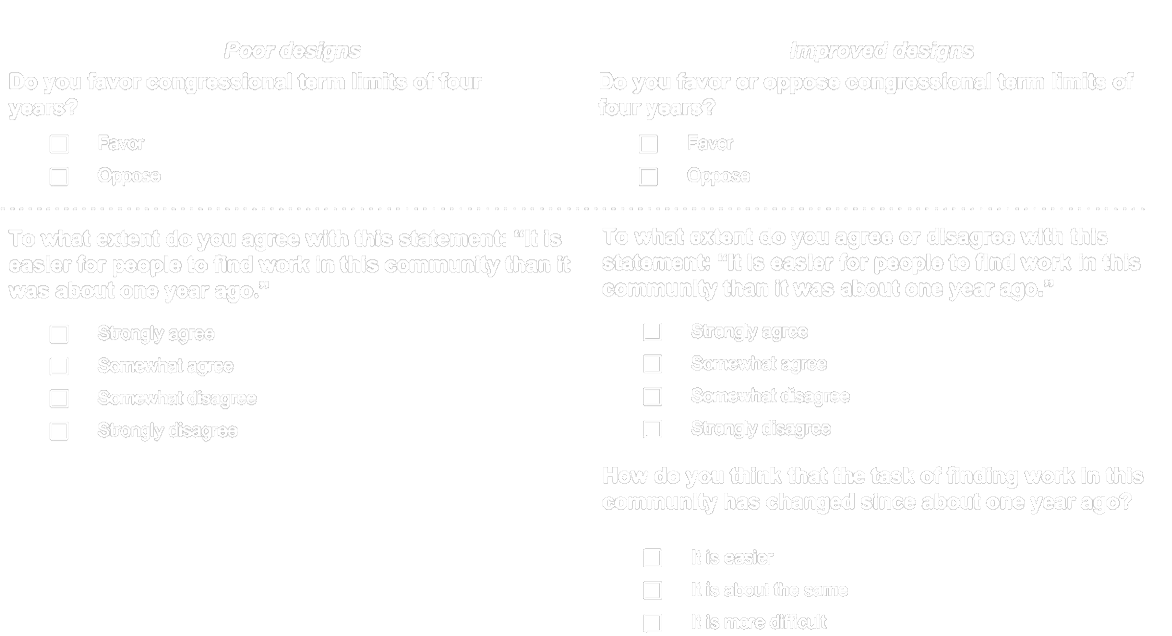 Poor designs
Do you favor congressional term limits of four
years?
Favor
Oppose
To what extent do you agree with this statement: "It is
easier for people to find work in this community than it
was about one year ago."
Strongly agree
Somewhat agree
Somewhat disagree
Strongly disagree
Improved designs
Do you favor or oppose congressional term limits of
four years?
Favor
Oppose
To what extent do you agree or disagree with this
statement: "It is easier for people to find work in this
community than it was about one year ago."
Strongly agree
Somewhat agree
Somewhat disagree
Strongly disagree
How do you think that the task of finding work in this
community has changed since about one year ago?
It is easier
It is about the same
It is more difficult